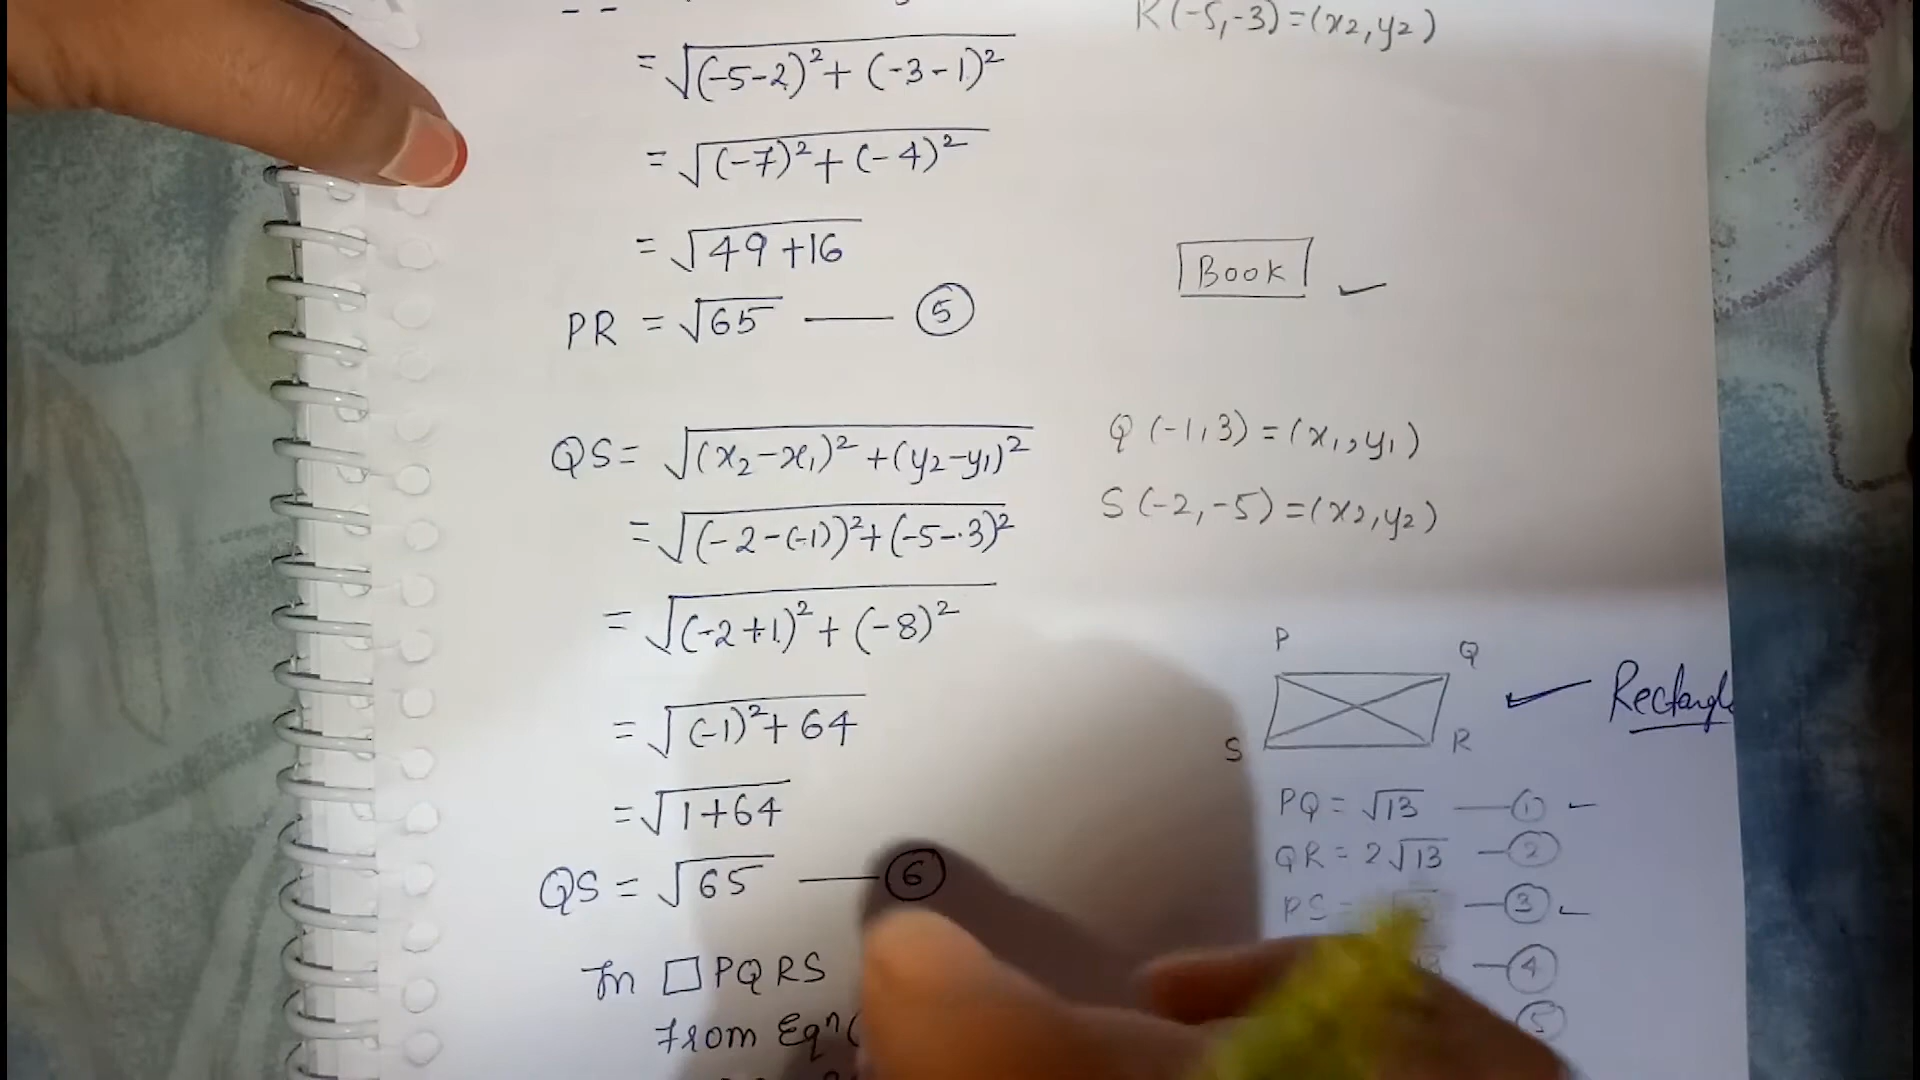 R(-5,-3)=(x2,y2)
=√(-5-2)²+(-3-1)²
=√(-7)²+(-4)²
=√49+16
Book
PR = √65 —— ⑤
QS = √(x2-x1)²+(y2-y1)²
Q (-1,3) = (x1,y1)
=√(-2-(-1))²+(-5-3)²
S (-2,-5) = (x2,y2)
=√(-2+1)²+(-8)²
P
Q
=√(-1)²+64
Rectangle
S
R
=√1+64
PQ = √13 —— ①
QR = 2√13 — ②
QS = √65 —— ⑥
PS = — ③
In □PQRS
— ④
From Eqⁿ(
⑤